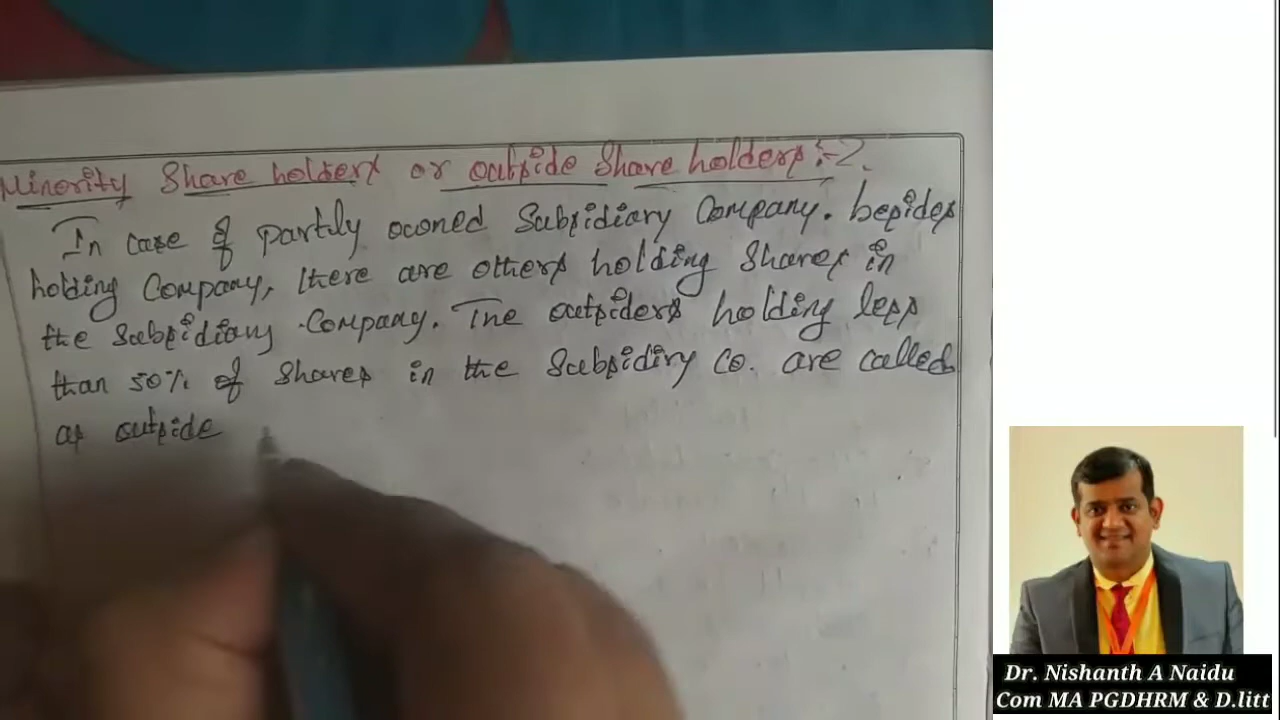 Minority Share holders or outside Share holders :- 2.
In case of partly owned Subsidiary Company. besides
holding Company, there are others holding Shares in
the Subsidiary Company. The outsiders holding less
than 50% of Shares in the Subsidiry Co. are called
as outside
Dr. Nishanth A Naidu
Com MA PGDHRM & D.litt